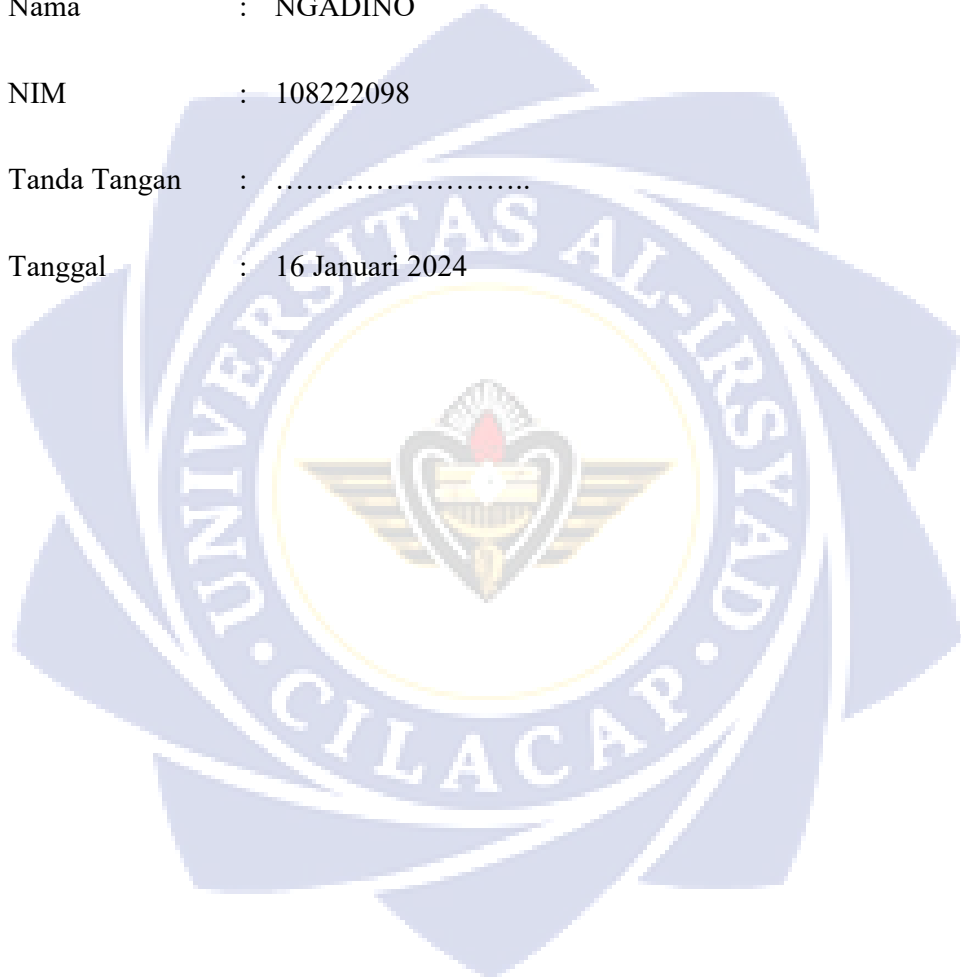 Nama : NGADINO
NIM : 108222098
Tanda Tangan : ……………………..
Tanggal : 16 Januari 2024
UNIVERSITAS AL-IRSYAD
• CILACAP •